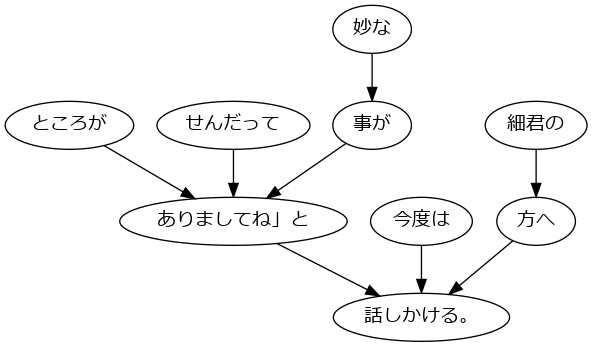 妙な
ところが
せんだって
事が
細君の
ありましてね」と
今度は
方へ
話しかける。